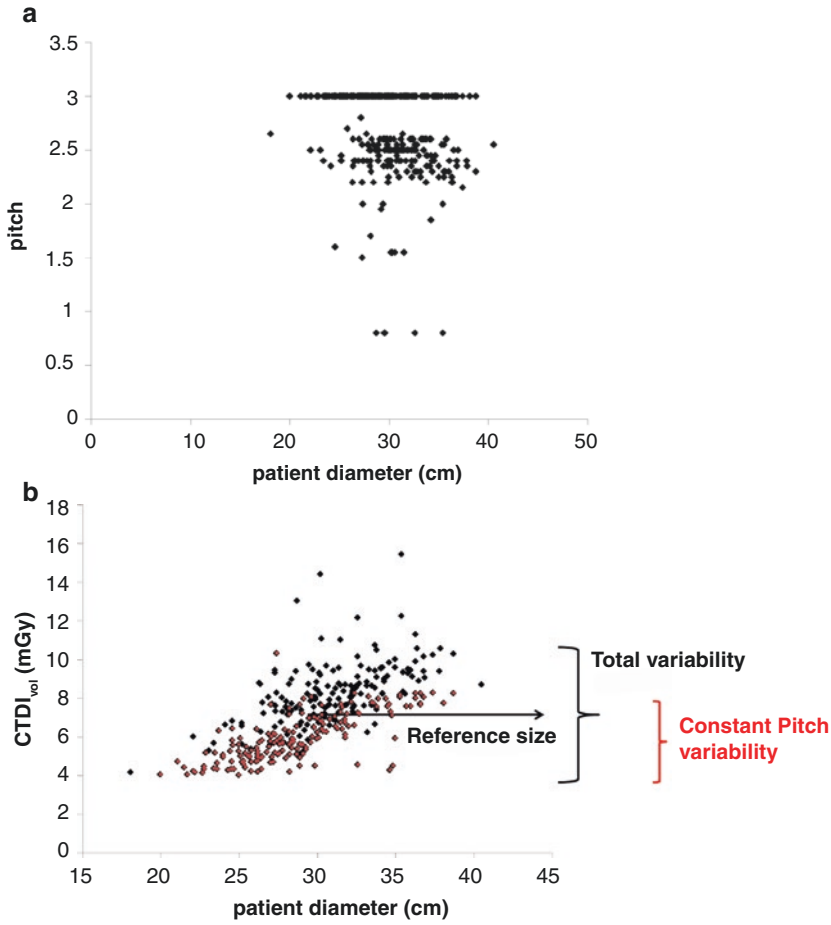 a
3.5
3
2.5
2
1.5
1
0.5
0
0 10 20 30 40 50
pitch
patient diameter (cm)
b
18
16
14
12
10
8
6
4
2
0
15 20 25 30 35 40 45
CTDIvol (mGy)
patient diameter (cm)
Reference size
Total variability
Constant Pitch
variability